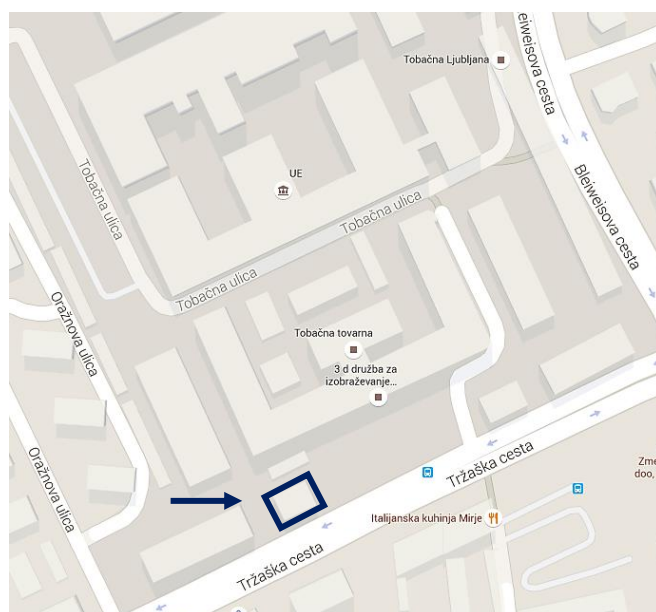 Tobačna Ljubljana
Bleiweisova cesta
UE
Tobačna ulica
Tobačna ulica
Tobačna ulica
Bleiweisova cesta
Oražnova ulica
Tobačna tovarna
3 d družba za
izobraževanje...
Oražnova ulica
Tržaška cesta
Zme
doo,
Italijanska kuhinja Mirje
Tržaška cesta